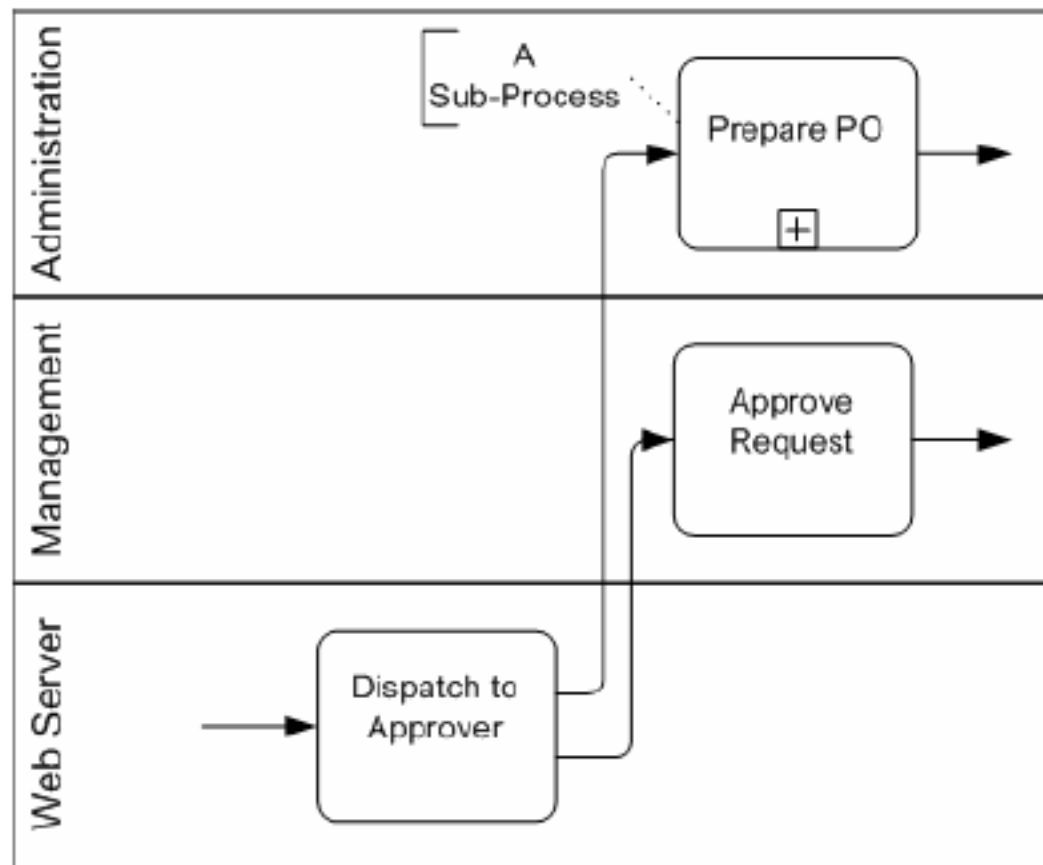 Administration
A
Sub-Process
Prepare PO
Management
Approve
Request
Web Server
Dispatch to
Approver